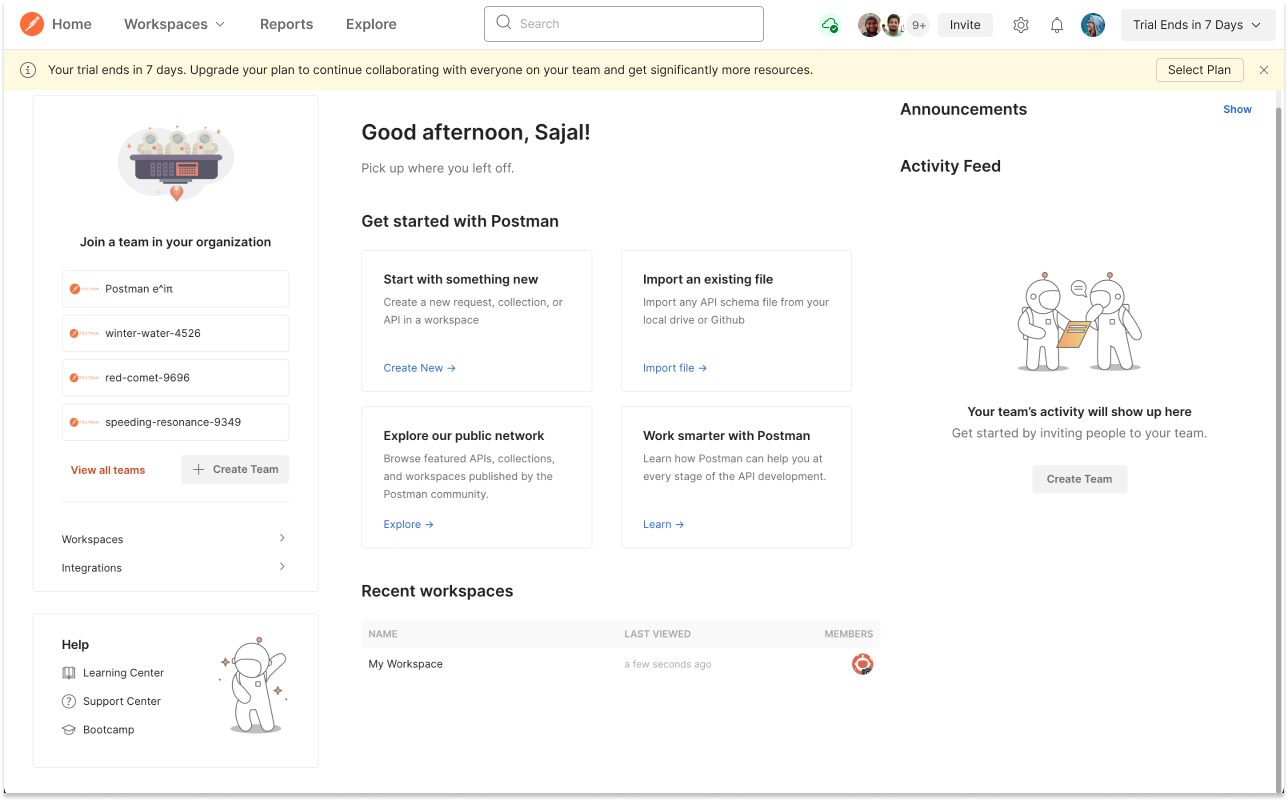 Home
Workspaces
Reports
Explore
Search
9+
Invite
Trial Ends in 7 Days
Your trial ends in 7 days. Upgrade your plan to continue collaborating with everyone on your team and get significantly more resources.
Select Plan
Join a team in your organization
POSTMAN Postman e^iπ
POSTMAN winter-water-4526
POSTMAN red-comet-9696
POSTMAN speeding-resonance-9349
View all teams
Create Team
Workspaces
Integrations
Help
Learning Center
Support Center
Bootcamp
Good afternoon, Sajal!
Pick up where you left off.
Get started with Postman
Start with something new
Create a new request, collection, or
API in a workspace
Create New →
Import an existing file
Import any API schema file from your
local drive or Github
Import file →
Explore our public network
Browse featured APIs, collections,
and workspaces published by the
Postman community.
Explore →
Work smarter with Postman
Learn how Postman can help you at
every stage of the API development.
Learn →
Recent workspaces
NAME LAST VIEWED MEMBERS
My Workspace a few seconds ago
Announcements
Show
Activity Feed
Your team's activity will show up here
Get started by inviting people to your team.
Create Team